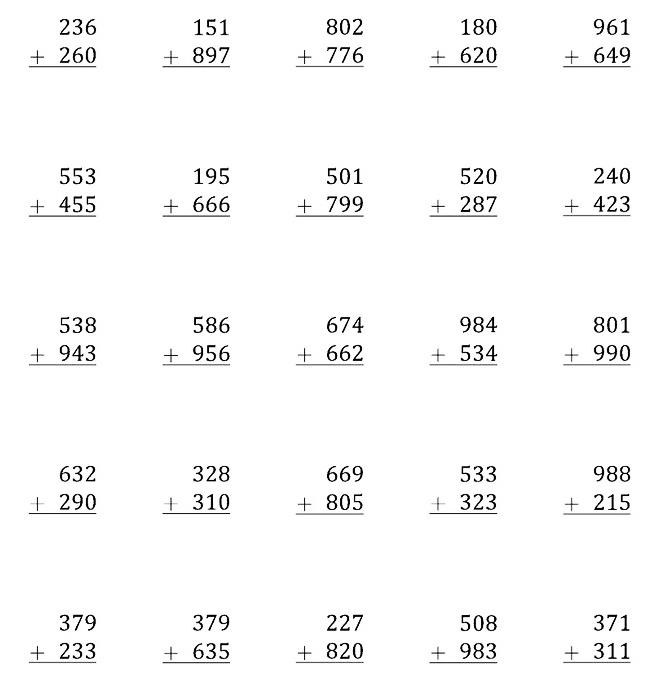 236 151 802 180 961
+ 260 + 897 + 776 + 620 + 649
553 195 501 520 240
+ 455 + 666 + 799 + 287 + 423
538 586 674 984 801
+ 943 + 956 + 662 + 534 + 990
632 328 669 533 988
+ 290 + 310 + 805 + 323 + 215
379 379 227 508 371
+ 233 + 635 + 820 + 983 + 311